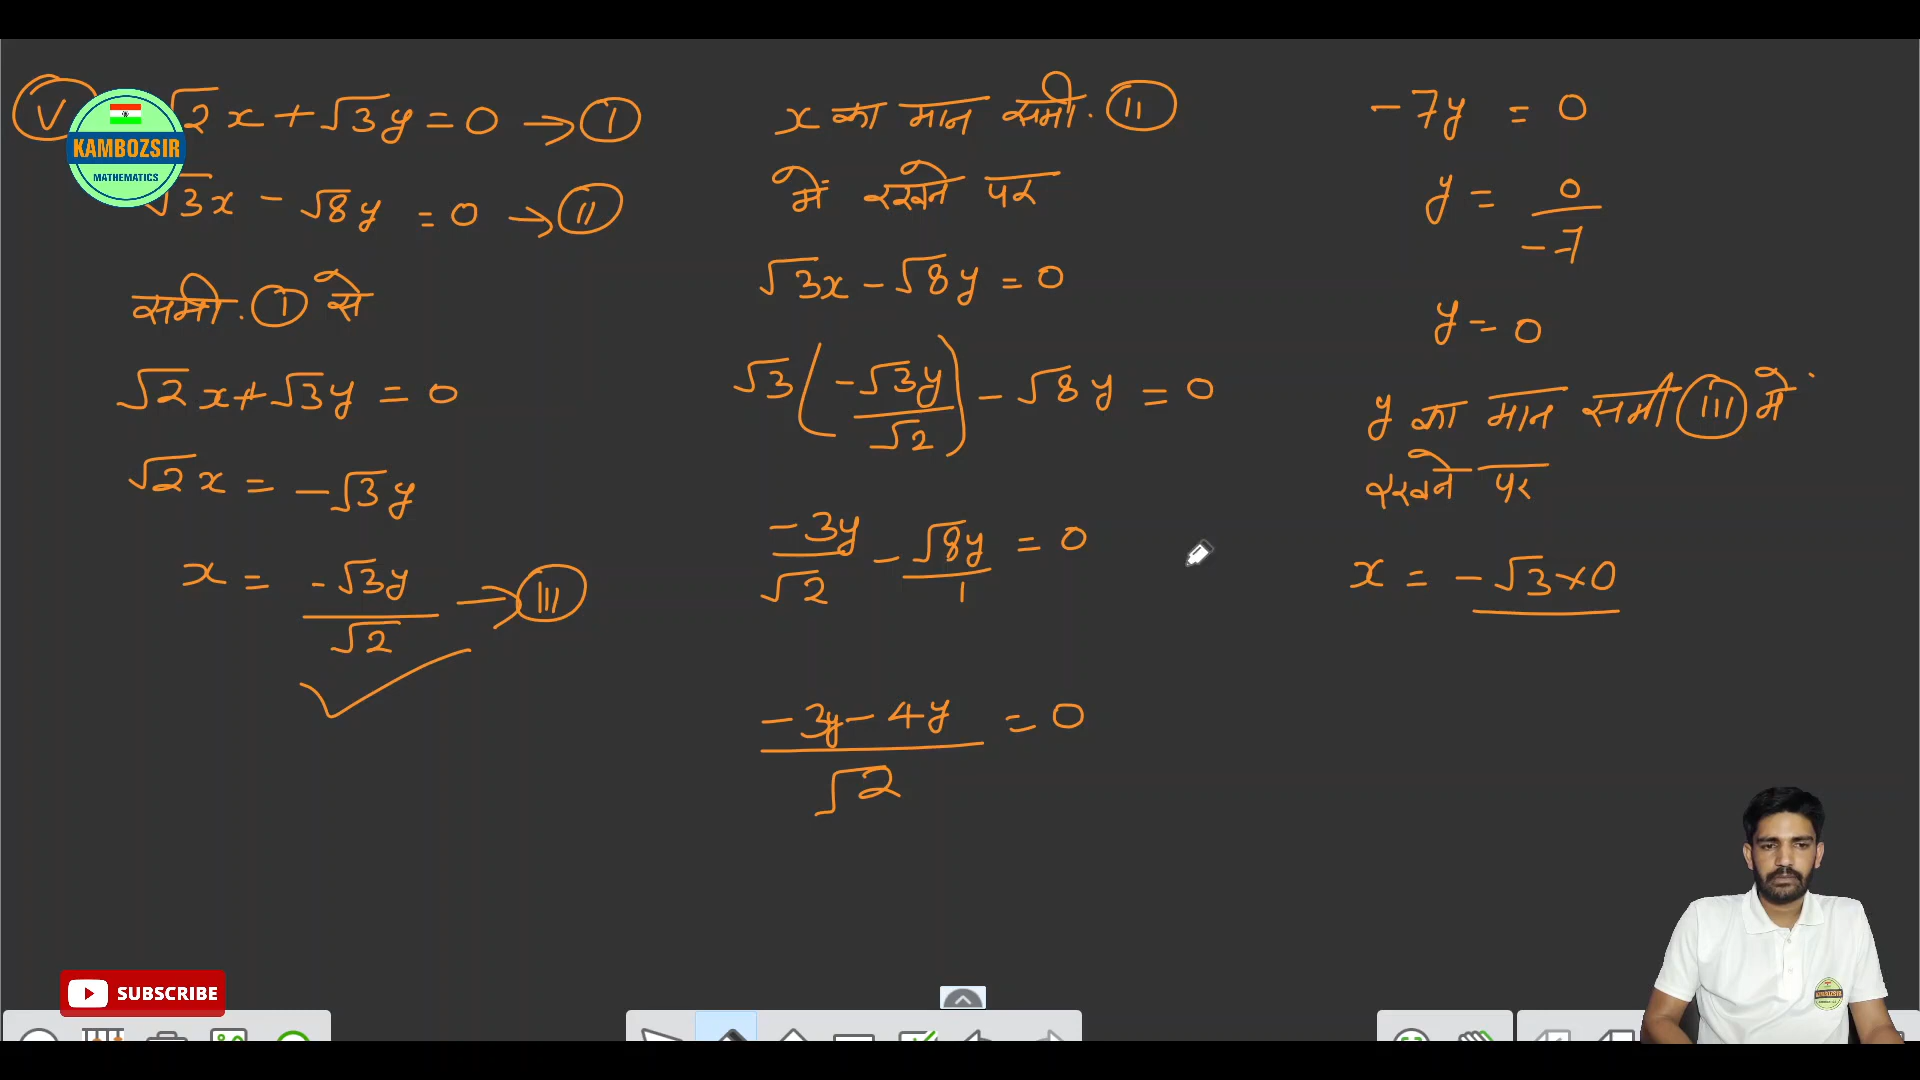 V √2x + √3y = 0 → I
√3x - √8y = 0 → II
समी. I से
√2x + √3y = 0
√2x = -√3y
x = -√3y/√2 → III
x का मान समी. II
में रखने पर
√3x - √8y = 0
√3(-√3y/√2) - √8y = 0
-3y/√2 - √8y/1 = 0
-3y - 4y/√2 = 0
-7y = 0
y = 0/-7
y = 0
y का मान समी III में
रखने पर
x = -√3×0
KAMBOZSIR
MATHEMATICS
SUBSCRIBE
KAMBOZSIR